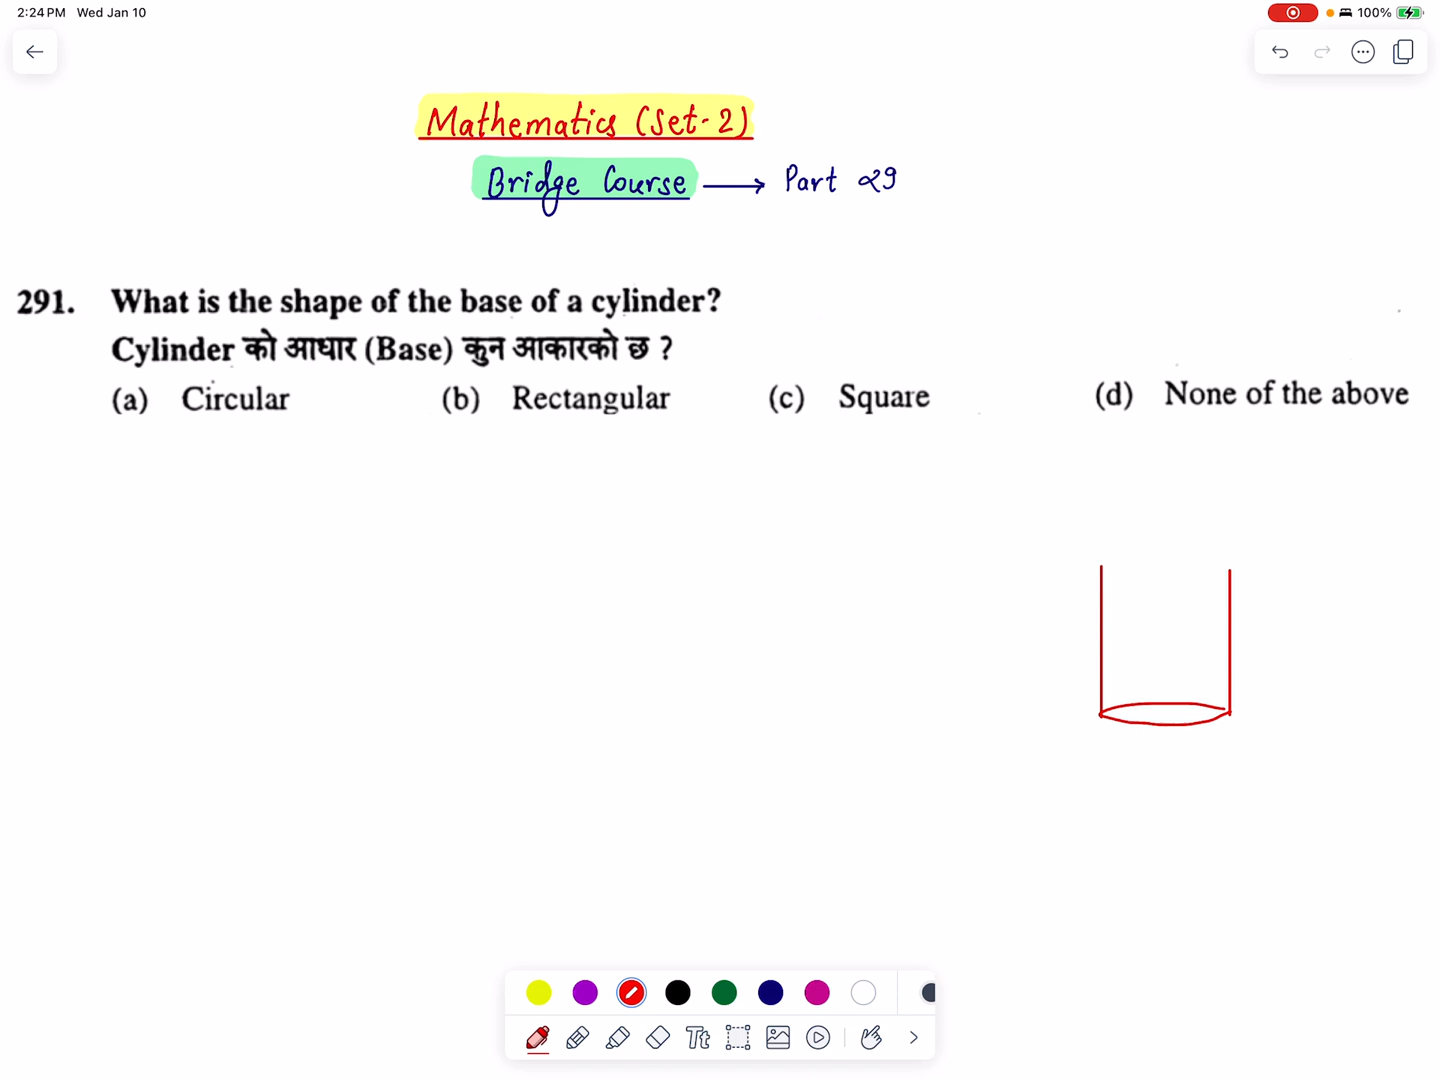 2:24 PM Wed Jan 10
100%
Mathematics (Set-2)
Bridge Course → Part 29
291. What is the shape of the base of a cylinder?
Cylinder को आधार (Base) कुन आकारको छ ?
(a) Circular (b) Rectangular (c) Square (d) None of the above
Tt